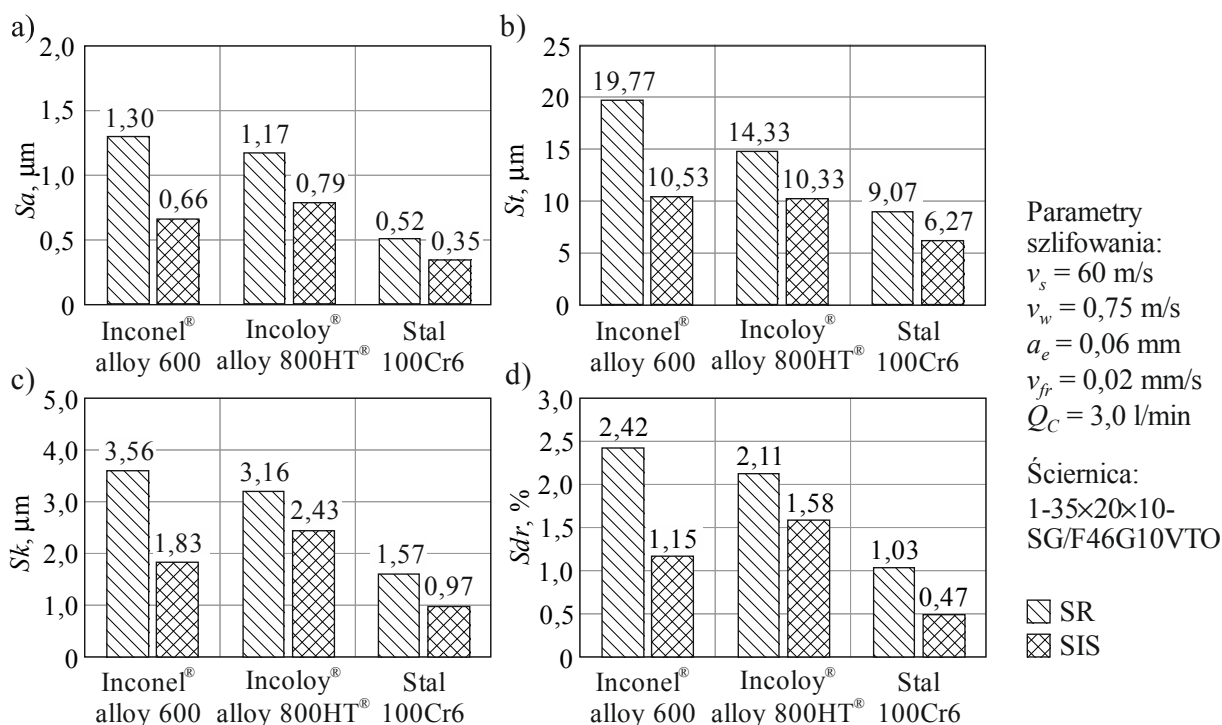 a)
2,0
1,5
1,0
0,5
0
Sa, µm
1,30
0,66
1,17
0,79
0,52
0,35
Inconel® alloy 600
Incoloy® alloy 800HT®
Stal 100Cr6
b)
25
20
15
10
5
0
St, µm
19,77
10,53
14,33
10,33
9,07
6,27
Inconel® alloy 600
Incoloy® alloy 800HT®
Stal 100Cr6
c)
5,0
4,0
3,0
2,0
1,0
0
Sk, µm
3,56
1,83
3,16
2,43
1,57
0,97
Inconel® alloy 600
Incoloy® alloy 800HT®
Stal 100Cr6
d)
3,0
2,5
2,0
1,5
1,0
0,5
0
Sdr, %
2,42
1,15
2,11
1,58
1,03
0,47
Inconel® alloy 600
Incoloy® alloy 800HT®
Stal 100Cr6
Parametry
szlifowania:
vs = 60 m/s
vw = 0,75 m/s
ae = 0,06 mm
vfr = 0,02 mm/s
QC = 3,0 l/min
Ściernica:
1-35×20×10-
SG/F46G10VTO
SR
SIS